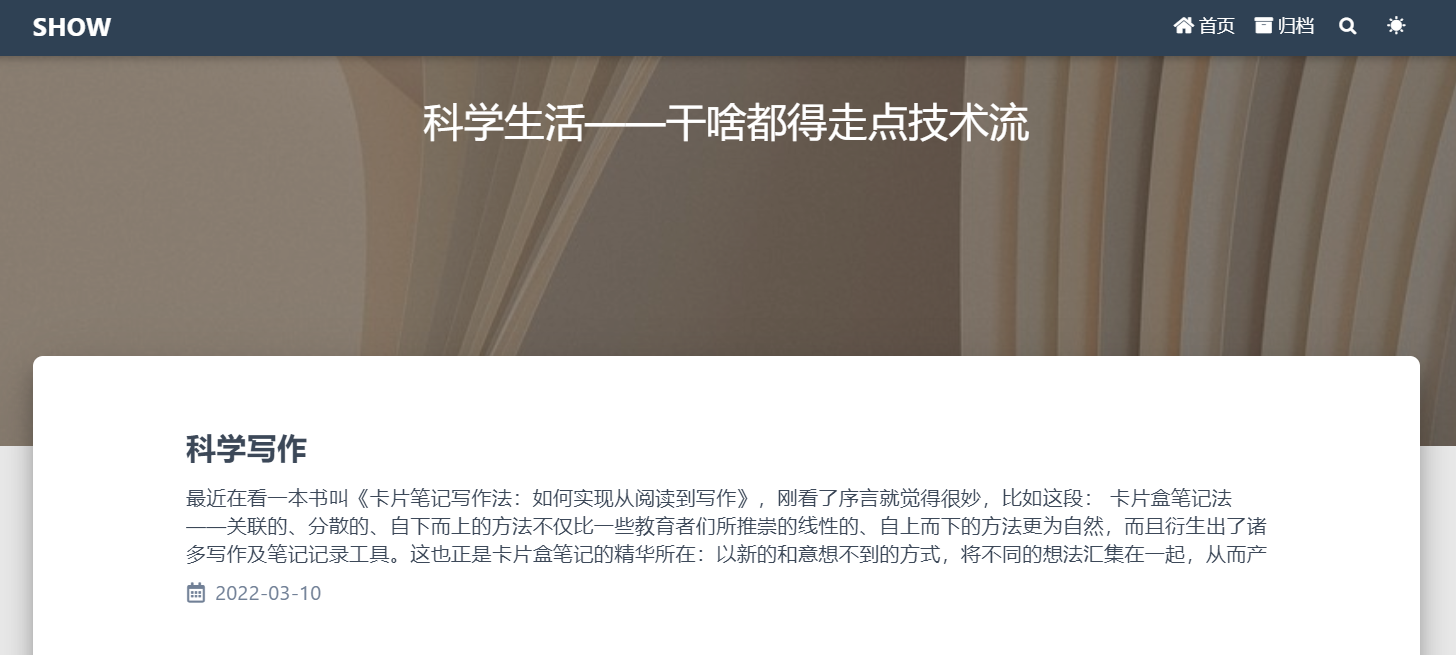 SHOW
首页 归档
科学生活——干啥都得走点技术流
科学写作
最近在看一本书叫《卡片笔记写作法：如何实现从阅读到写作》，刚看了序言就觉得很妙，比如这段： 卡片盒笔记法
——关联的、分散的、自下而上的方法不仅比一些教育者们所推崇的线性的、自上而下的方法更为自然，而且衍生出了诸
多写作及笔记记录工具。这也正是卡片盒笔记的精华所在：以新的和意想不到的方式，将不同的想法汇集在一起，从而产
2022-03-10